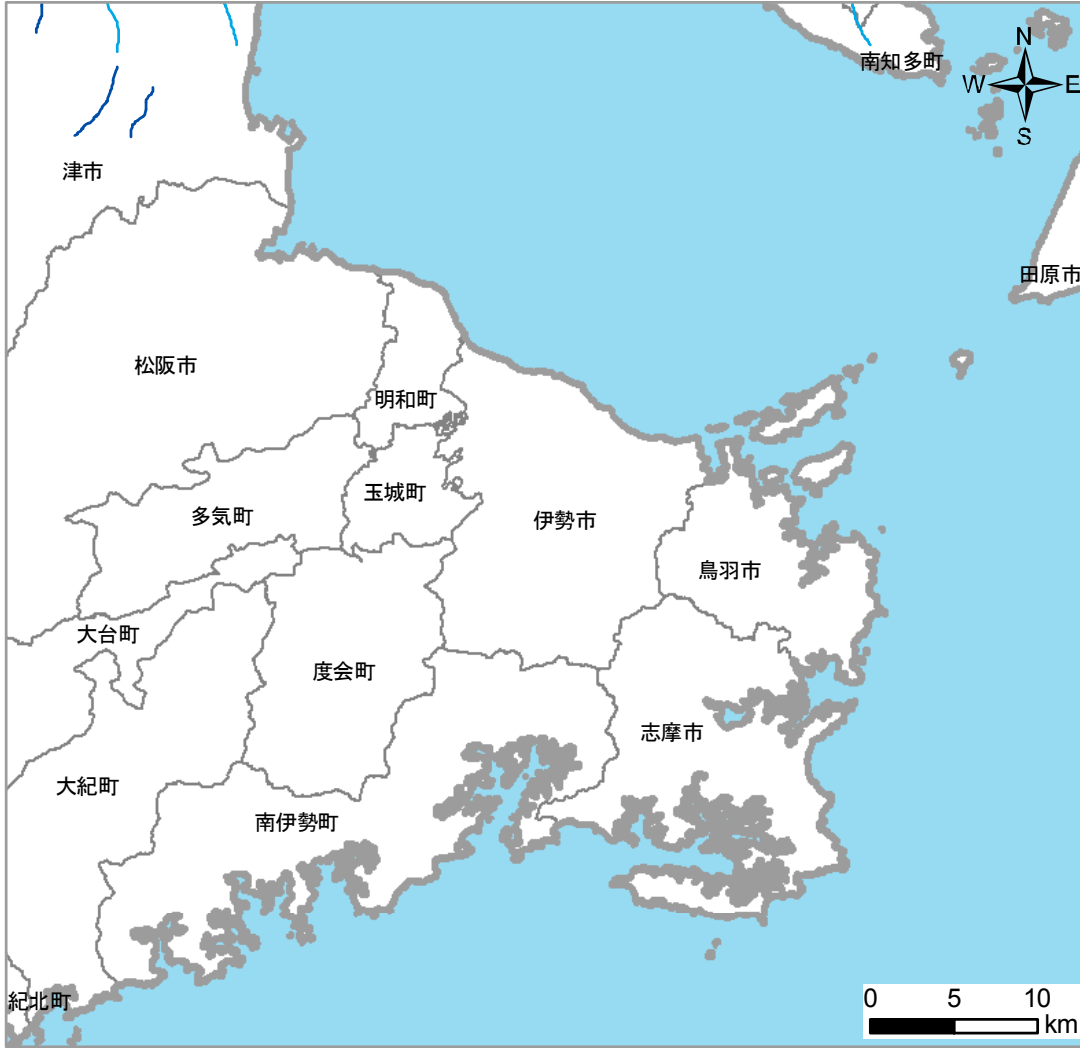 南知多町
N
W
E
S
津市
田原市
松阪市
明和町
玉城町
多気町
伊勢市
鳥羽市
大台町
度会町
志摩市
大紀町
南伊勢町
紀北町
0 5 10
km